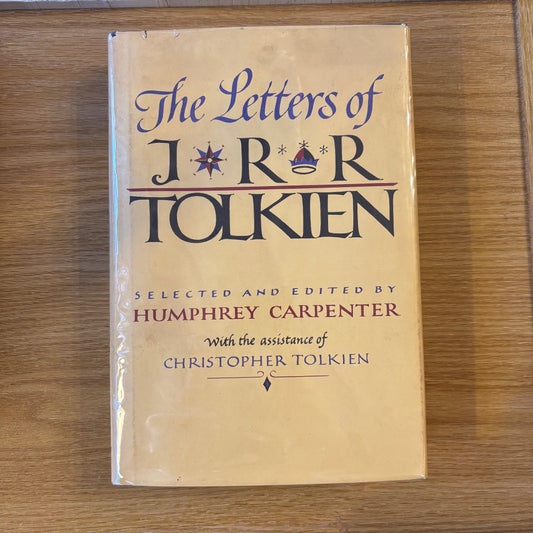 The Letters of
J R R
TOLKIEN
SELECTED AND EDITED BY
HUMPHREY CARPENTER
With the assistance of
CHRISTOPHER TOLKIEN